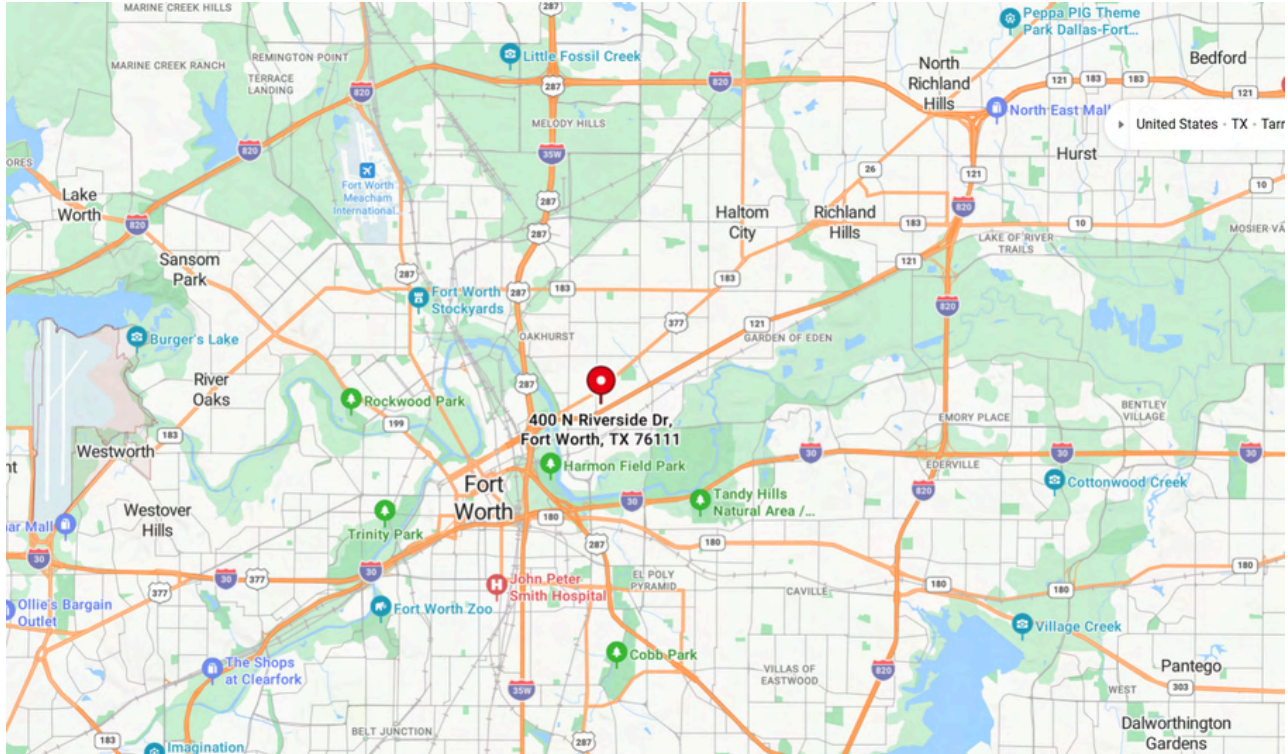 MARINE CREEK HILLS
287
Peppa PIG Theme
Park Dallas-Fort...
Little Fossil Creek
REMINGTON POINT
MARINE CREEK RANCH
TERRACE
LANDING
820
287
820
North
Richland
Hills
121
183
183
Bedford
121
North East Mall
United States · TX · Tarr
MELODY HILLS
820
35W
Hurst
ORES
Fort Worth
Meacham
International...
26
121
10
Lake
Worth
820
287
Haltom
City
Richland
Hills
820
183
10
287
LAKE OF RIVER
TRAILS
MOSIER VA
Sansom
Park
121
287
287
183
183
Fort Worth
Stockyards
820
377
121
OAKHURST
GARDEN OF EDEN
Burger's Lake
River
Oaks
287
Rockwood Park
400 N Riverside Dr,
Fort Worth, TX 76111
BENTLEY
VILLAGE
EMORY PLACE
199
183
Westworth
30
30
30
Harmon Field Park
EDERVILLE
nt
Fort
Worth
820
Cottonwood Creek
30
Tandy Hills
Natural Area /...
Westover
Hills
180
ar Mall
Trinity Park
180
287
30
30
377
30
180
180
180
377
John Peter
Smith Hospital
EL POLY
PYRAMID
CAVILLE
Ollie's Bargain
Outlet
Fort Worth Zoo
Village Creek
Cobb Park
The Shops
at Clearfork
VILLAS OF
EASTWOOD
820
Pantego
35W
WEST
303
BELT JUNCTION
183
287
Dalworthington
Gardens
Imagination